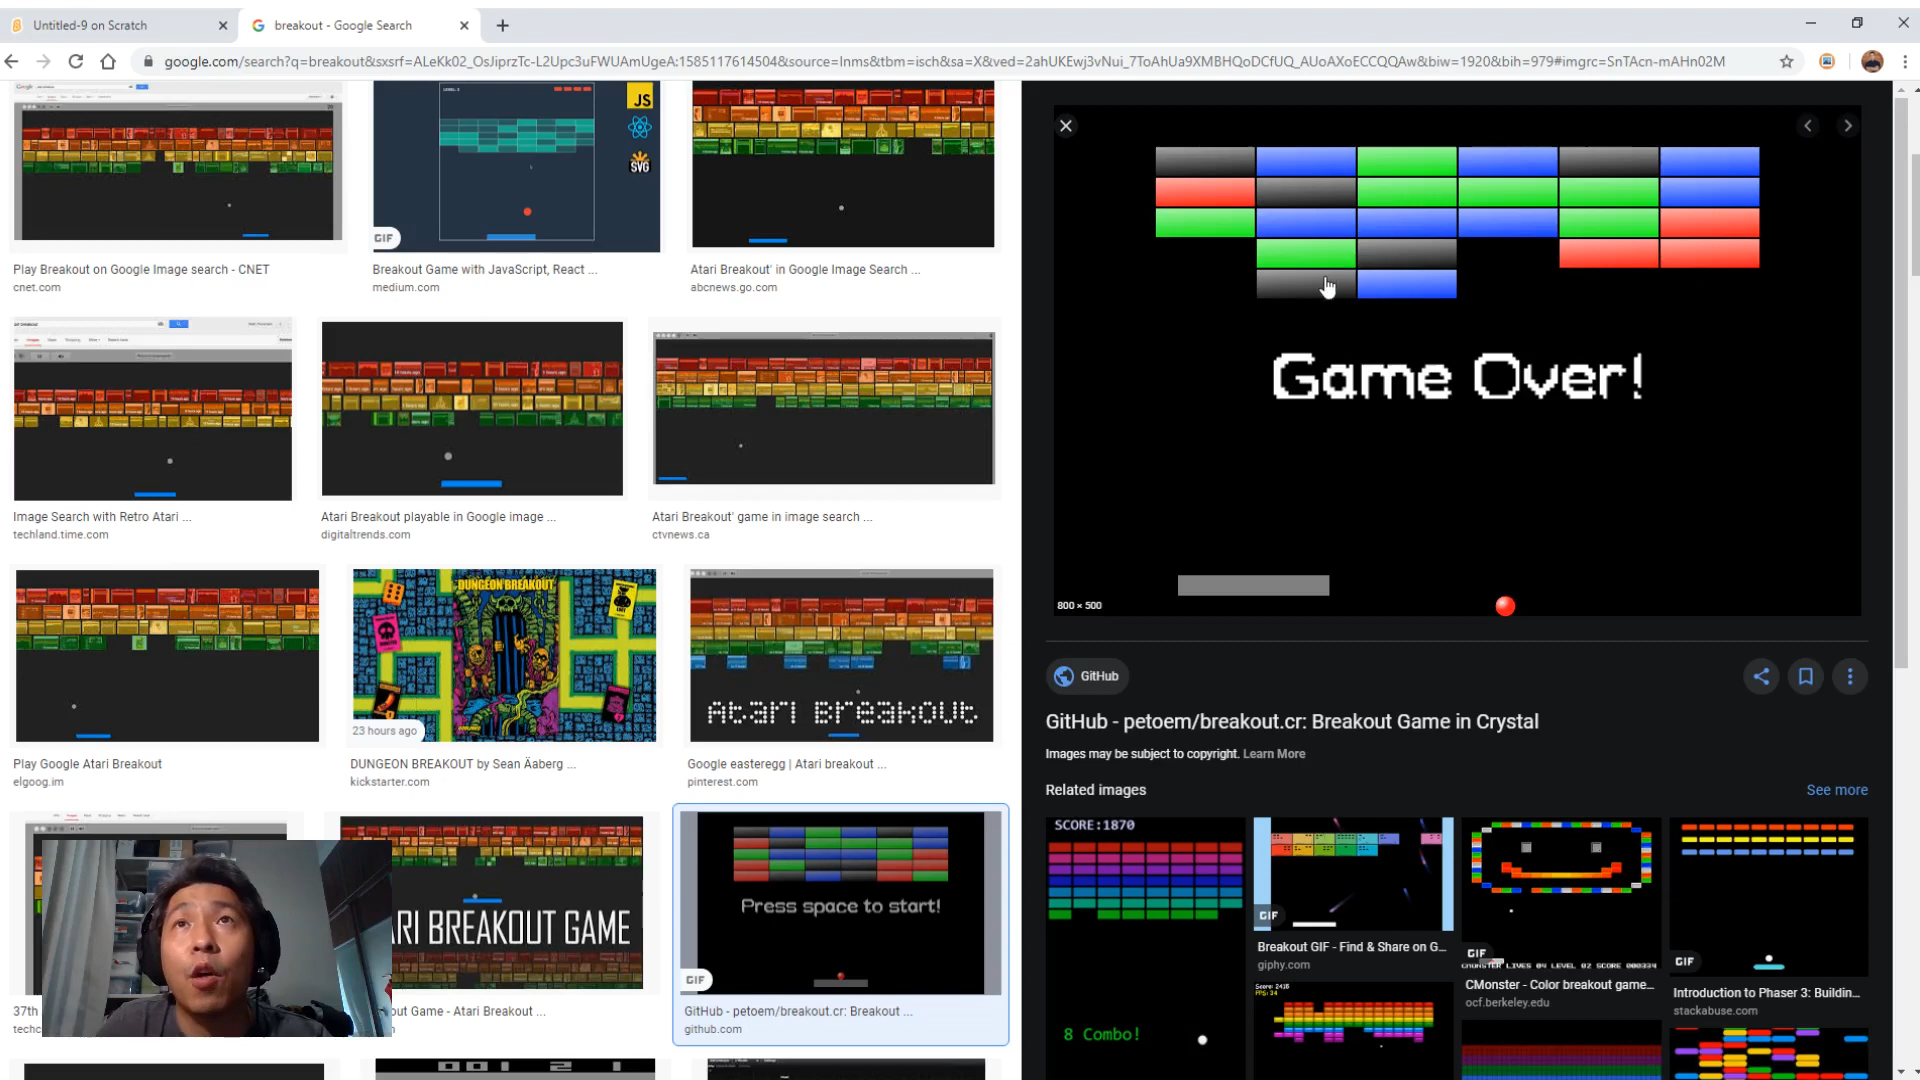 Untitled-9 on Scratch
breakout - Google Search
google.com/search?q=breakout&sxsrf=ALeKk02_OsJiprzTc-L2Upc3uFWUAmUgeA:1585117614504&source=lnms&tbm=isch&sa=X&ved=2ahUKEwj3vNui_7ToAhUa9XMBHQoDCfUQ_AUoAXoECCQQAw&biw=1920&bih=979#imgrc=SnTAcn-mAHn02M
JS
SVG
GIF
Play Breakout on Google Image search - CNET
cnet.com
Breakout Game with JavaScript, React ...
medium.com
Atari Breakout' in Google Image Search ...
abcnews.go.com
Image Search with Retro Atari ...
techland.time.com
Atari Breakout playable in Google image ...
digitaltrends.com
Atari Breakout' game in image search ...
ctvnews.ca
DUNGEON BREAKOUT
23 hours ago
Atari Breakout
Play Google Atari Breakout
elgoog.im
DUNGEON BREAKOUT by Sean Äaberg ...
kickstarter.com
Google easteregg | Atari breakout ...
pinterest.com
ARI BREAKOUT GAME
Press space to start!
GIF
37th
techc
out Game - Atari Breakout ...
GitHub - petoem/breakout.cr: Breakout ...
github.com
Game Over!
800 × 500
GitHub
GitHub - petoem/breakout.cr: Breakout Game in Crystal
Images may be subject to copyright. Learn More
Related images
See more
SCORE:1870
8 Combo!
GIF
Breakout GIF - Find & Share on G...
giphy.com
Score: 2416
FPS: 34
GIF
CMonster - Color breakout game...
ocf.berkeley.edu
GIF
Introduction to Phaser 3: Buildin...
stackabuse.com